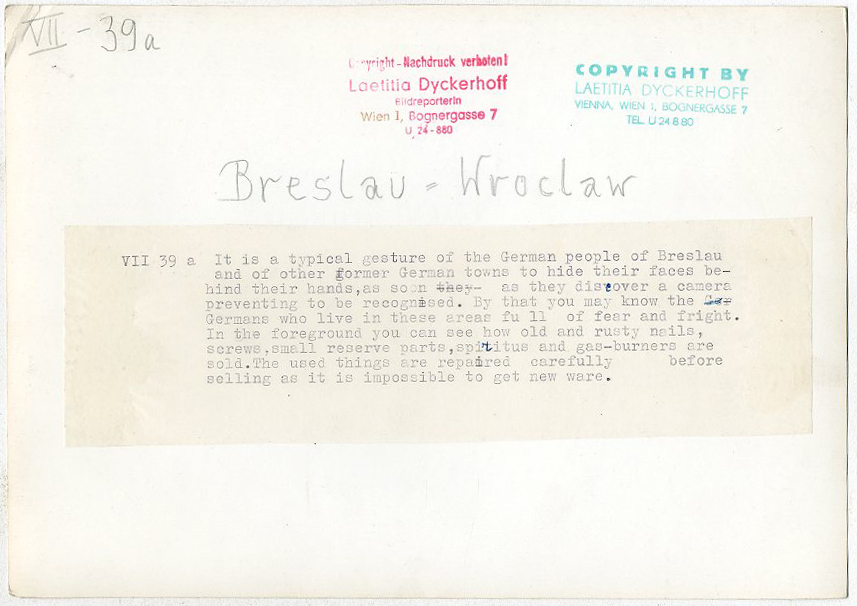 VII - 39a
Copyright - Nachdruck verboten!
Laetitia Dyckerhoff
Bildreporterin
Wien I, Bognergasse 7
U 24-880
COPYRIGHT BY
LAETITIA DYCKERHOFF
VIENNA, WIEN 1, BOGNERGASSE 7
TEL. U 24 8 80
Breslau = Wroclaw
VII 39 a It is a typical gesture of the German people of Breslau
and of other former German towns to hide their faces be-
hind their hands,as soon they- as they discover a camera
preventing to be recognised. By that you may know the Ger
Germans who live in these areas fu ll of fear and fright.
In the foreground you can see how old and rusty nails,
screws,small reserve parts,spititus and gas-burners are
sold.The used things are repaired carefully before
selling as it is impossible to get new ware.